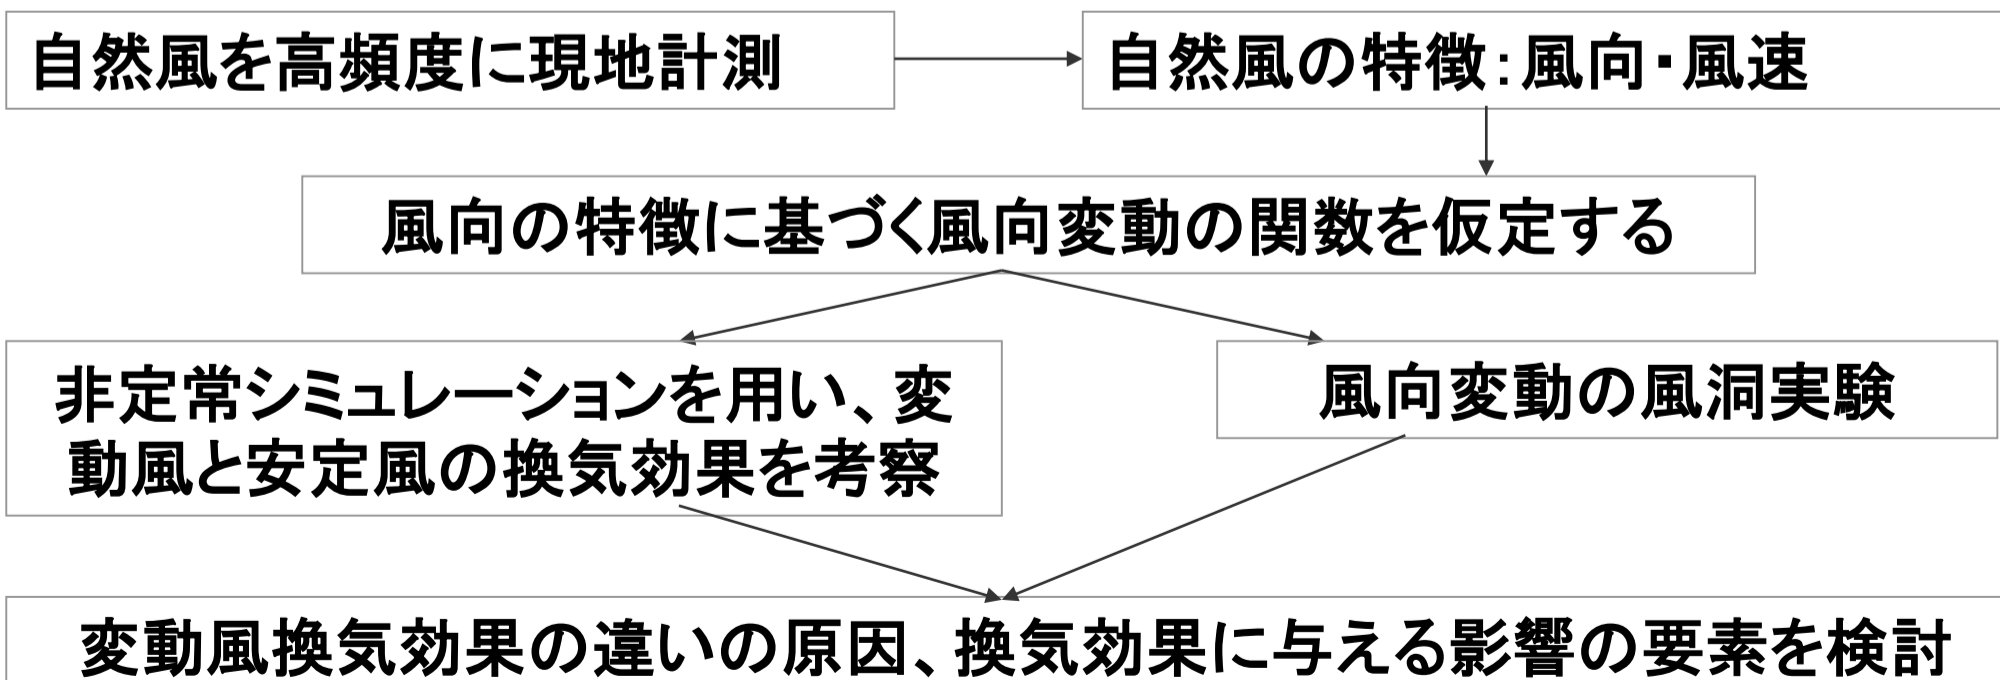 自然風を高頻度に現地計測
自然風の特徴：風向・風速
風向の特徴に基づく風向変動の関数を仮定する
非定常シミュレーションを用い、変
動風と安定風の換気効果を考察
風向変動の風洞実験
変動風換気効果の違いの原因、換気効果に与える影響の要素を検討